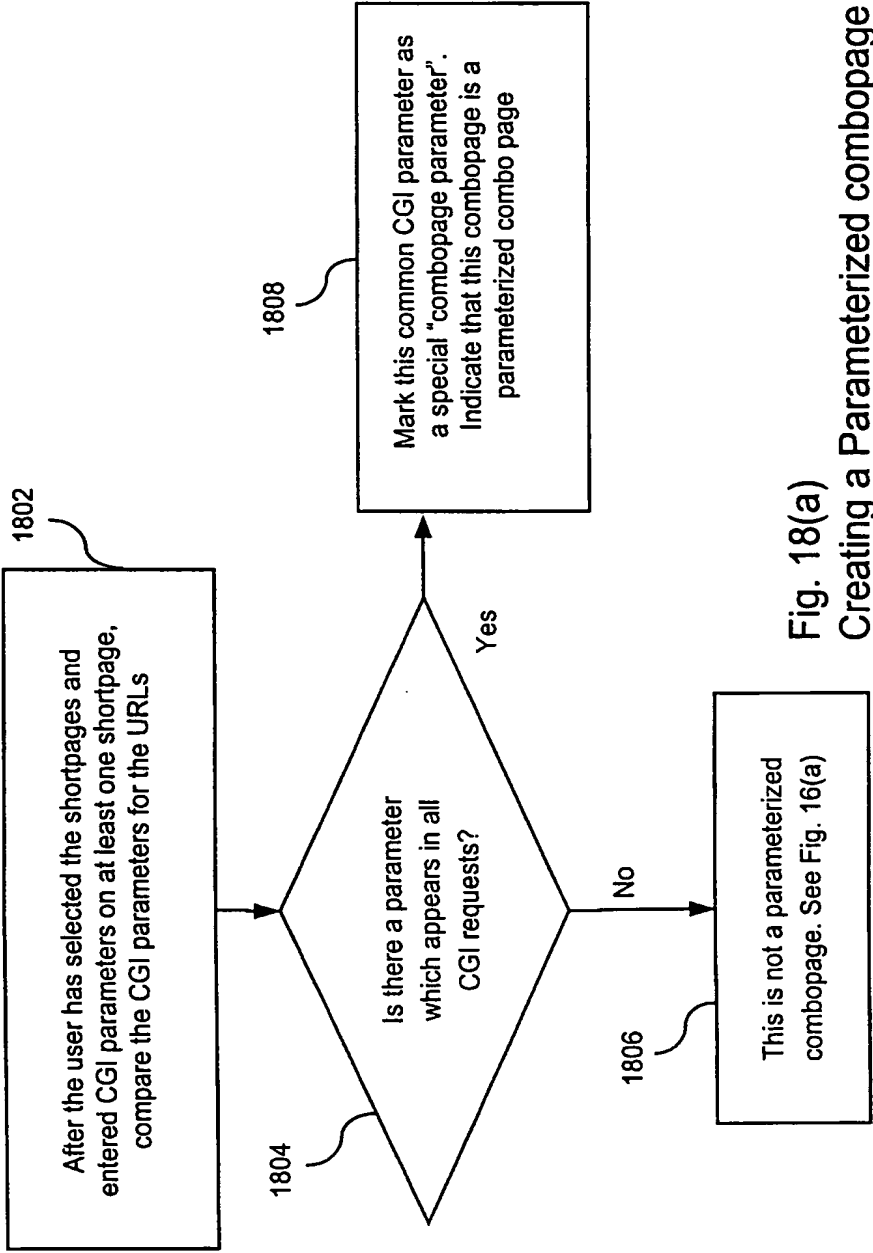 1802
After the user has selected the shortpages and
entered CGI parameters on at least one shortpage,
compare the CGI parameters for the URLs
1804
Is there a parameter
which appears in all
CGI requests?
Yes
No
1808
Mark this common CGI parameter as
a special “combopage parameter”.
Indicate that this combopage is a
parameterized combo page
1806
This is not a parameterized
combopage. See Fig. 16(a)
Fig. 18(a)
Creating a Parameterized combopage